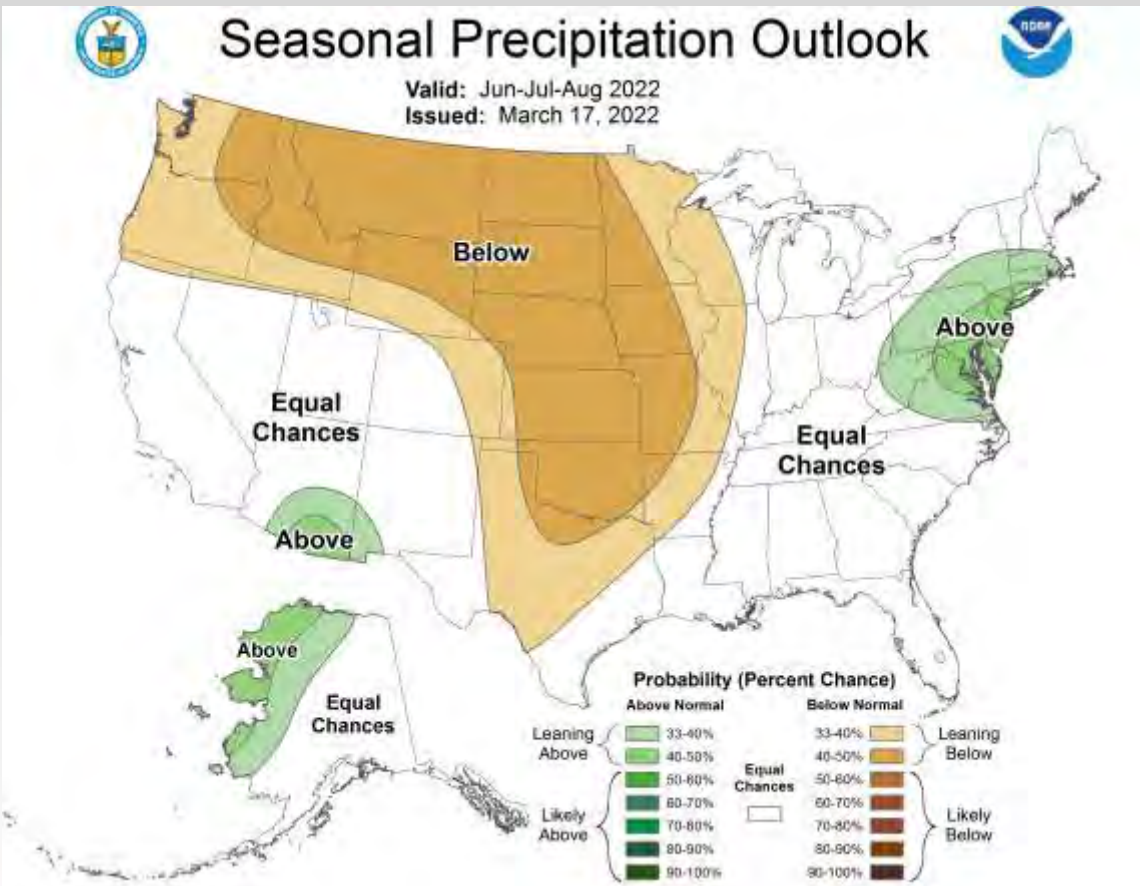 Seasonal Precipitation Outlook
noaa
Valid: Jun-Jul-Aug 2022
Issued: March 17, 2022
Below
Above
Equal
Chances
Equal
Chances
Above
Above
Equal
Chances
Probability (Percent Chance)
Above Normal
Below Normal
Leaning
Above
33-40%
40-50%
Likely
Above
50-60%
60-70%
70-80%
80-90%
90-100%
Equal
Chances
33-40%
40-50%
Leaning
Below
50-60%
60-70%
70-80%
80-90%
90-100%
Likely
Below